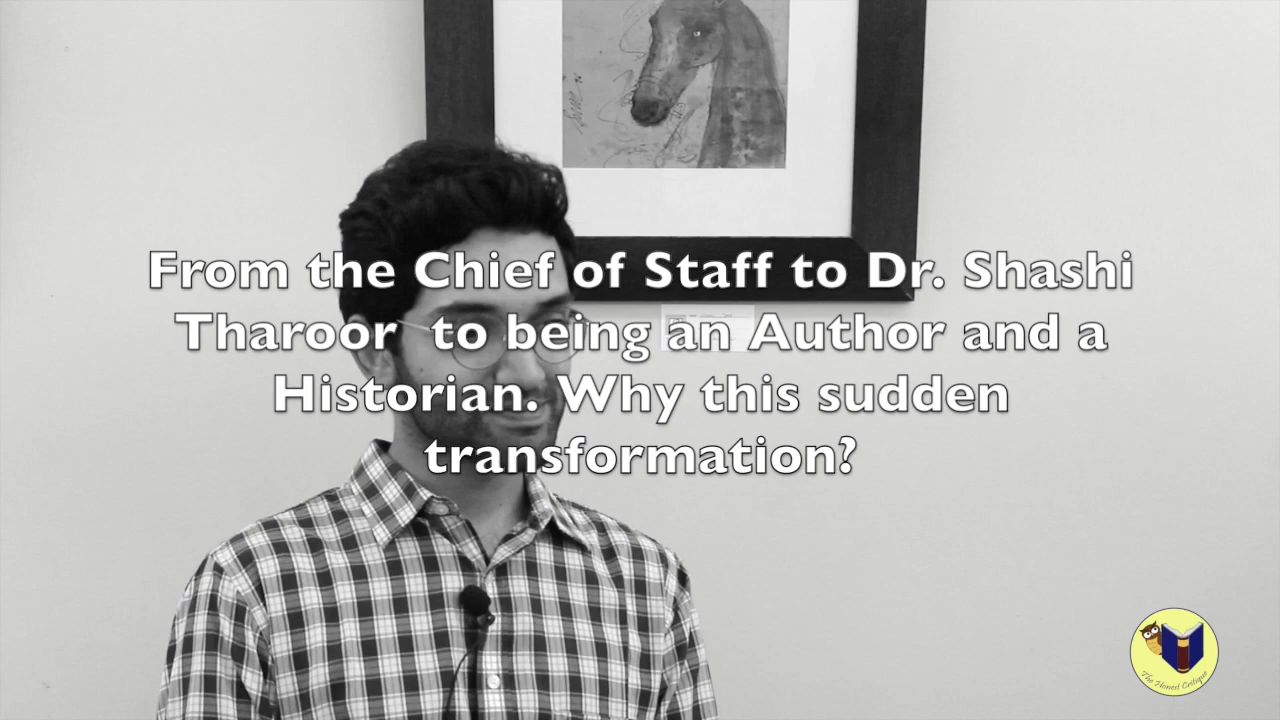 From the Chief of Staff to Dr. Shashi
Tharoor to being an Author and a
Historian. Why this sudden
transformation?
The Honest Critique